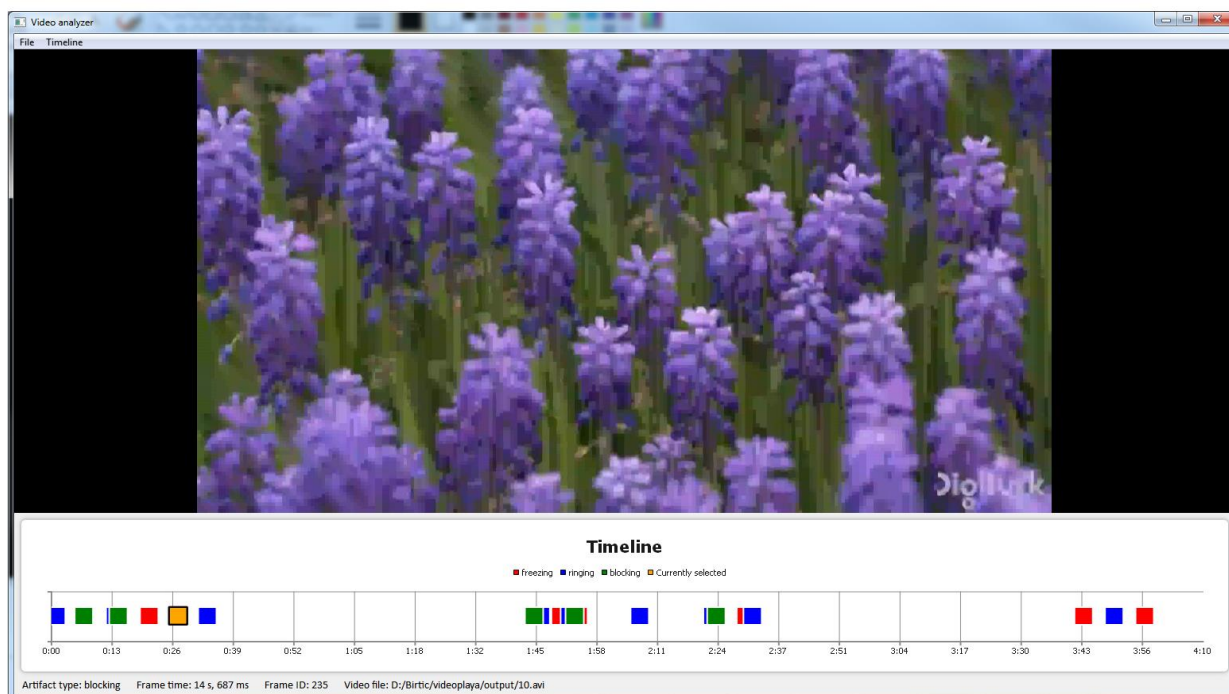 Video analyzer
File Timeline
Timeline
freezing ringing blocking Currently selected
0:00 0:13 0:26 0:39 0:52 1:05 1:18 1:32 1:45 1:58 2:11 2:24 2:37 2:51 3:04 3:17 3:30 3:43 3:56 4:10
Artifact type: blocking Frame time: 14 s, 687 ms Frame ID: 235 Video file: D:/Birtic/videoplaya/output/10.avi